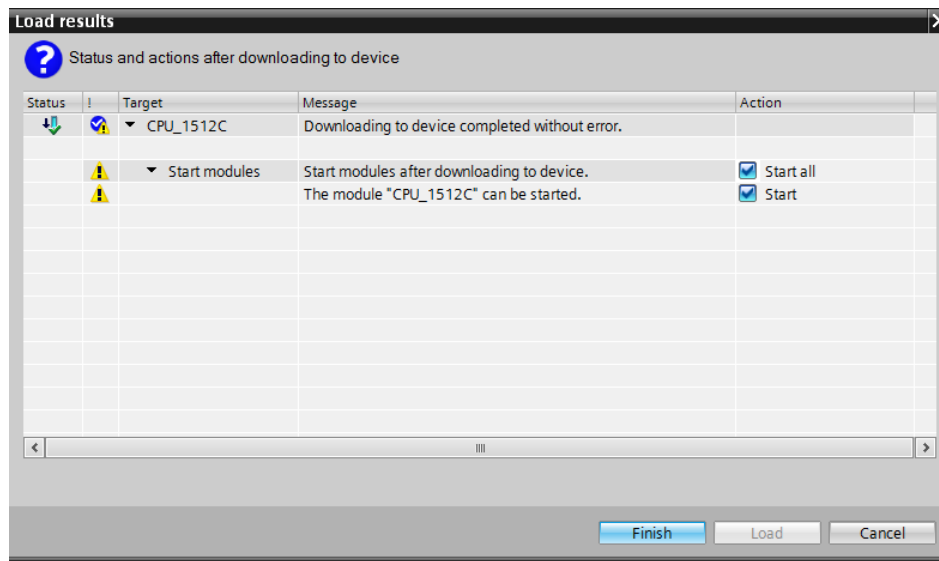 Load results
Status and actions after downloading to device
Status ! Target Message Action
CPU_1512C Downloading to device completed without error.
Start modules Start modules after downloading to device. Start all
The module "CPU_1512C" can be started. Start
Finish Load Cancel